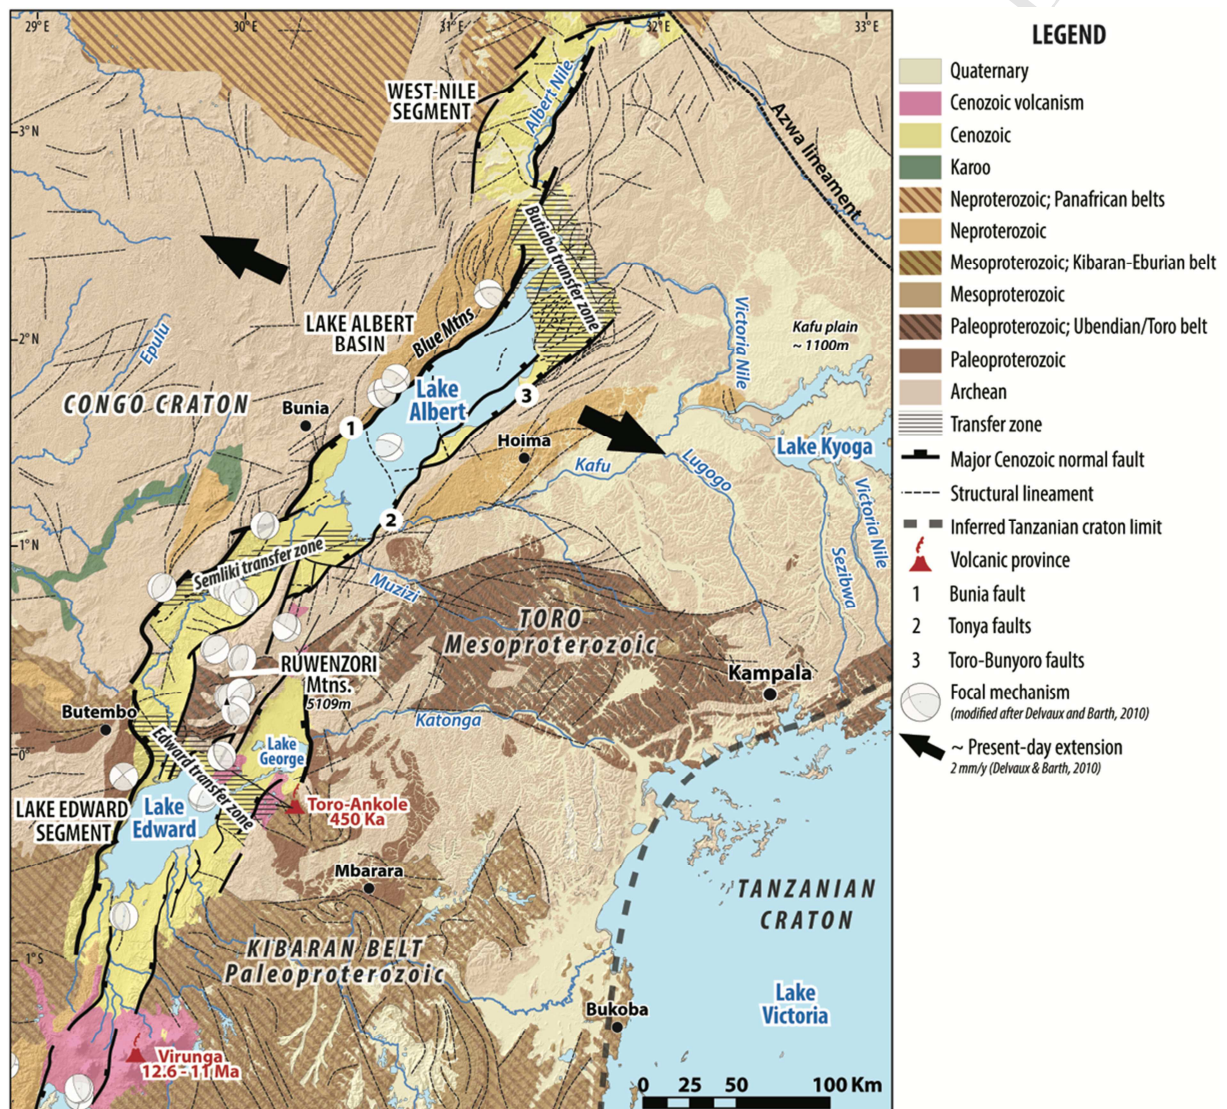 29°E
30°E
31°E
32°E
33°E
3°N
2°N
1°N
0°
1°S
WEST-NILE
SEGMENT
Albert Nile
Azwa lineament
Butiaba transfer zone
LAKE ALBERT
BASIN
Blue Mtns
Epulu
Victoria Nile
Kafu plain
~ 1100m
CONGO CRATON
Bunia
1
Lake
Albert
3
Hoima
Kafu
Lugogo
Lake Kyoga
Victoria Nile
Sezibwa
2
Semliki transfer zone
Muzizi
TORO
Mesoproterozoic
RUWENZORI
Mtns.
5109m
Kampala
Butembo
Katonga
Edward transfer zone
Lake
George
LAKE EDWARD
SEGMENT
Lake
Edward
Toro-Ankole
450 Ka
Mbarara
TANZANIAN
CRATON
KIBARAN BELT
Paleoproterozoic
Bukoba
Lake
Victoria
Virunga
12.6 - 11 Ma
0 25 50 100 Km
LEGEND
Quaternary
Cenozoic volcanism
Cenozoic
Karoo
Neproterozoic; Panafrican belts
Neproterozoic
Mesoproterozoic; Kibaran-Eburian belt
Mesoproterozoic
Paleoproterozoic; Ubendian/Toro belt
Paleoproterozoic
Archean
Transfer zone
Major Cenozoic normal fault
Structural lineament
Inferred Tanzanian craton limit
Volcanic province
1 Bunia fault
2 Tonya faults
3 Toro-Bunyoro faults
Focal mechanism
(modified after Delvaux and Barth, 2010)
~ Present-day extension
2 mm/y (Delvaux & Barth, 2010)